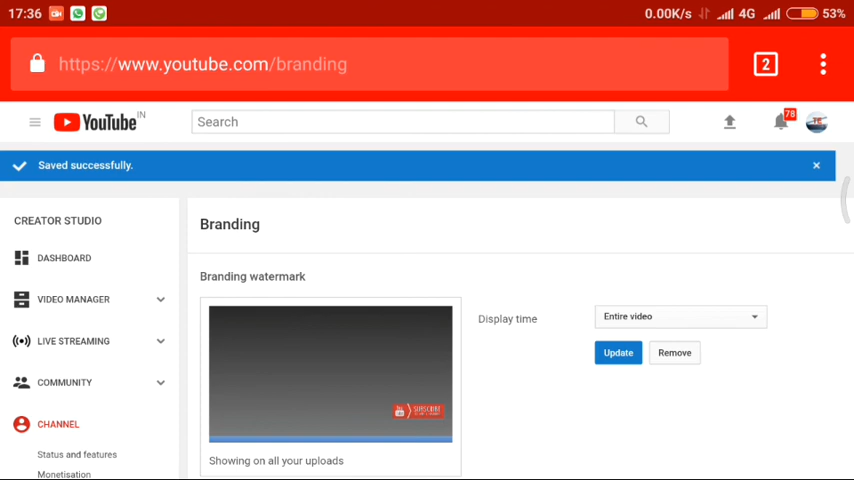 17:36 0.00K/s 4G 53%
https://www.youtube.com/branding 2
YouTube IN Search 78
Saved successfully. ×
CREATOR STUDIO
DASHBOARD
VIDEO MANAGER
LIVE STREAMING
COMMUNITY
CHANNEL
Status and features
Monetisation
Branding
Branding watermark
SUBSCRIBE
Showing on all your uploads
Display time Entire video
Update Remove